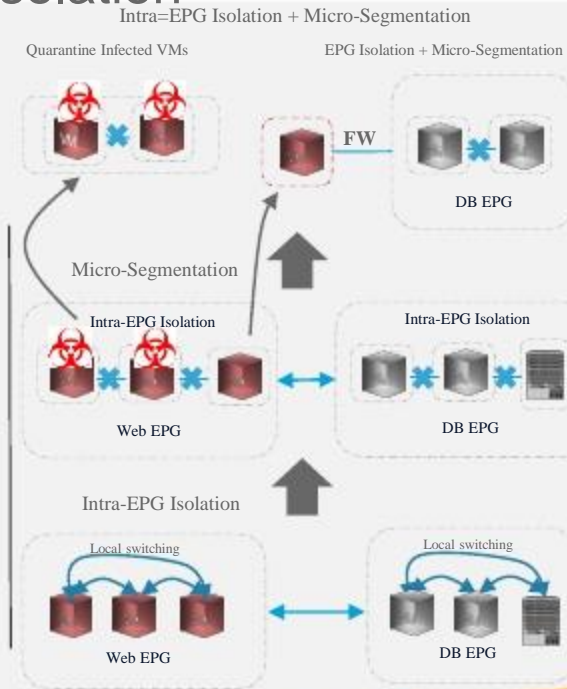 Intra=EPG Isolation + Micro-Segmentation
Quarantine Infected VMs
EPG Isolation + Micro-Segmentation
FW
DB EPG
Micro-Segmentation
Intra-EPG Isolation
Intra-EPG Isolation
Web EPG
DB EPG
Intra-EPG Isolation
Local switching
Local switching
Web EPG
DB EPG